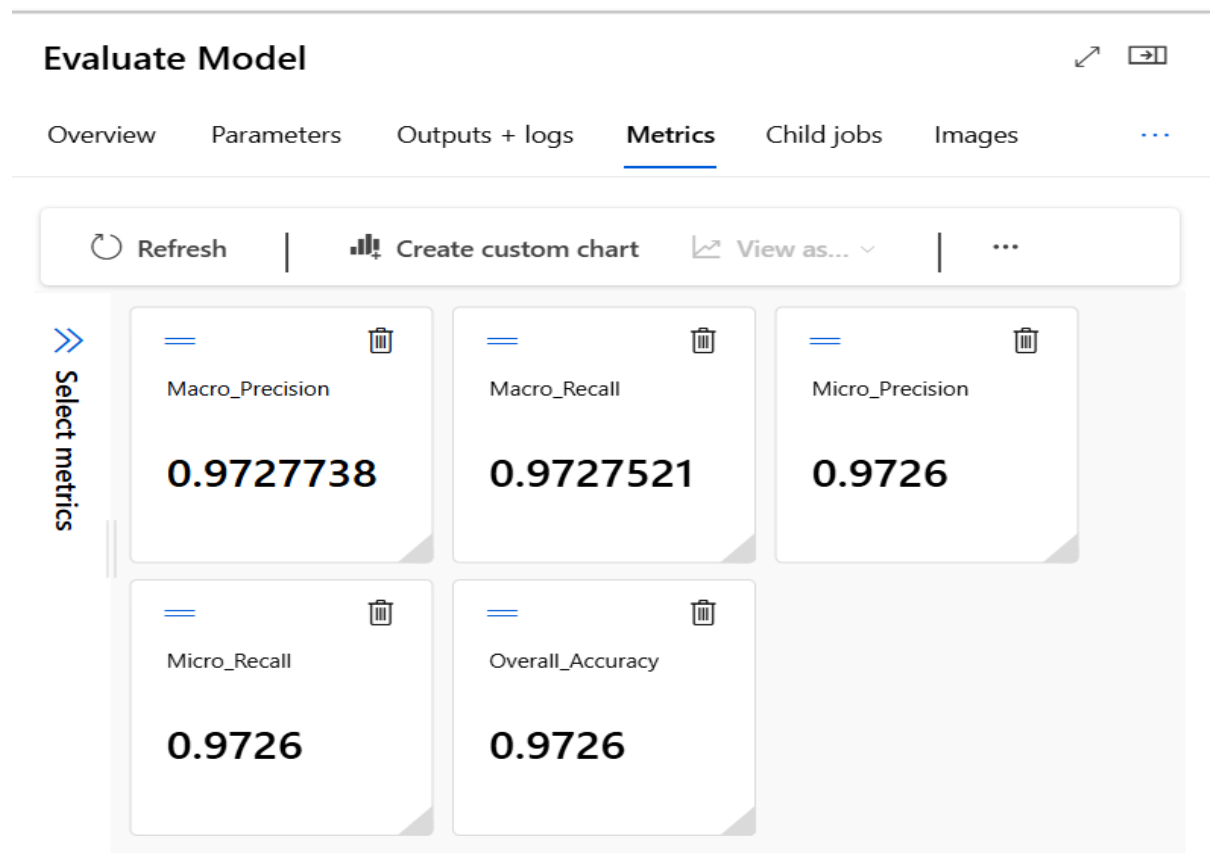 Evaluate Model
Overview Parameters Outputs + logs Metrics Child jobs Images ...
Refresh | Create custom chart View as... | ...
Select metrics
Macro_Precision Macro_Recall Micro_Precision
0.9727738 0.9727521 0.9726
Micro_Recall Overall_Accuracy
0.9726 0.9726